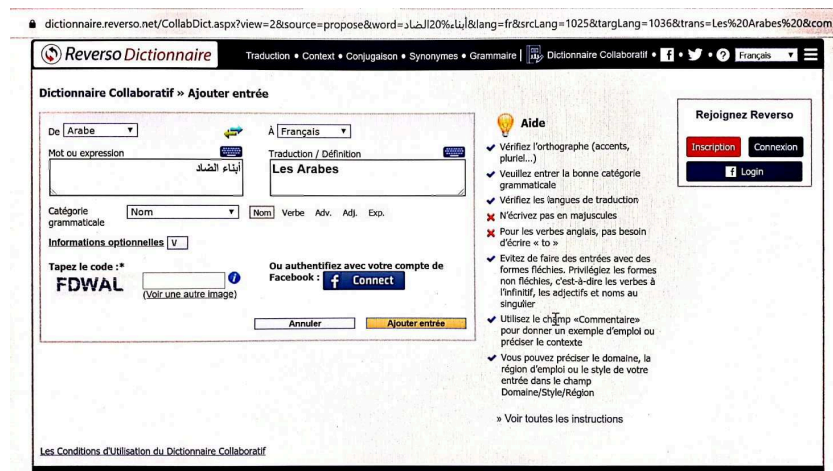 dictionnaire.reverso.net/CollabDict.aspx?view=2&source=propose&word=أبناء%20الضاد&lang=fr&srcLang=1025&targLang=1036&trans=Les%20Arabes%20&com
Reverso Dictionnaire
Traduction • Context • Conjugaison • Synonymes • Grammaire | Dictionnaire Collaboratif • f • • ? Français
Dictionnaire Collaboratif » Ajouter entrée
De Arabe
À Français
Mot ou expression
Traduction / Définition
أبناء الضاد
Les Arabes
Catégorie
grammaticale
Nom
Nom Verbe Adv. Adj. Exp.
Informations optionnelles V
Tapez le code :*
FDWAL
(Voir une autre image)
Ou authentifiez avec votre compte de
Facebook : f Connect
Annuler
Ajouter entrée
Aide
Vérifiez l'orthographe (accents,
pluriel...)
Veuillez entrer la bonne catégorie
grammaticale
Vérifiez les langues de traduction
N'écrivez pas en majuscules
Pour les verbes anglais, pas besoin
d'écrire « to »
Evitez de faire des entrées avec des
formes fléchies. Privilégiez les formes
non fléchies, c'est-à-dire les verbes à
l'infinitif, les adjectifs et noms au
singulier
Utilisez le champ «Commentaire»
pour donner un exemple d'emploi ou
préciser le contexte
Vous pouvez préciser le domaine, la
région d'emploi ou le style de votre
entrée dans le champ
Domaine/Style/Région
» Voir toutes les instructions
Rejoignez Reverso
Inscription
Connexion
f Login
Les Conditions d'Utilisation du Dictionnaire Collaboratif